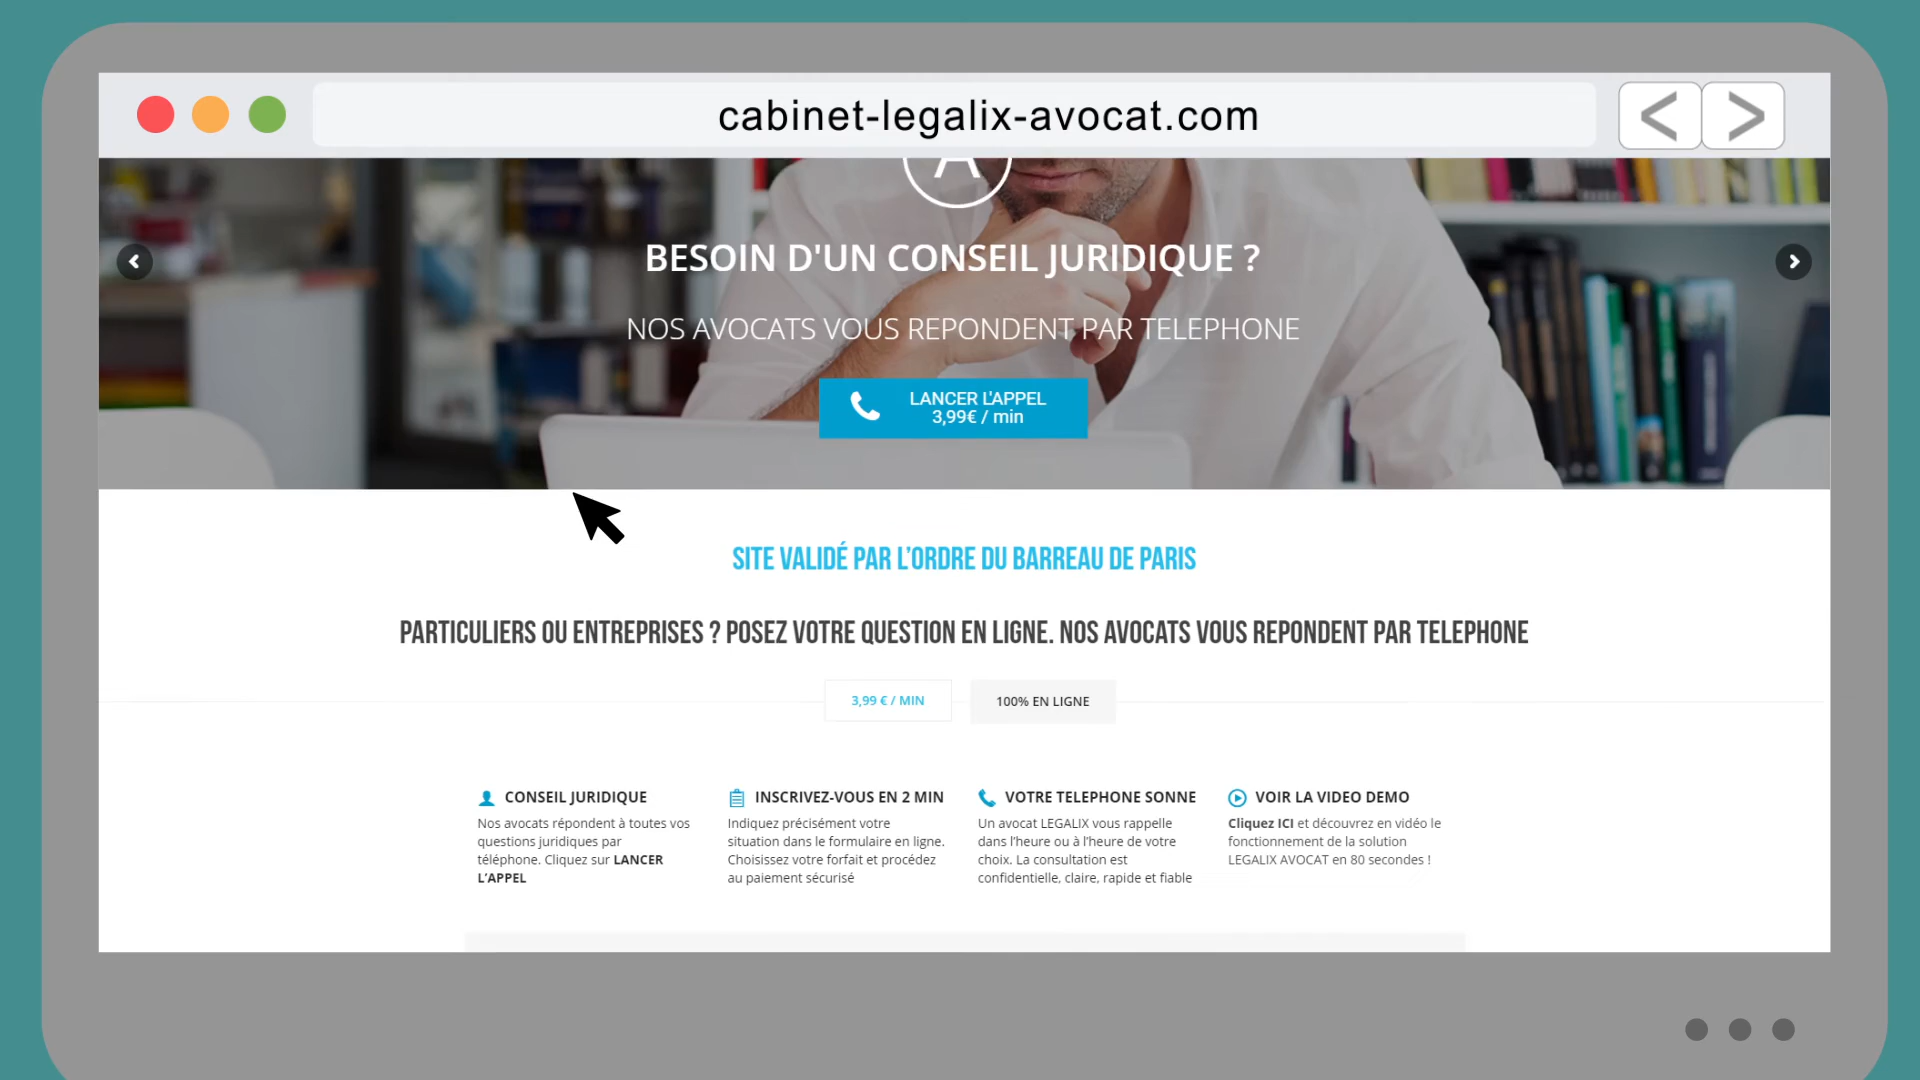 cabinet-legalix-avocat.com
BESOIN D'UN CONSEIL JURIDIQUE ?
NOS AVOCATS VOUS REPONDENT PAR TELEPHONE
LANCER L'APPEL
3,99€ / min
SITE VALIDÉ PAR L'ORDRE DU BARREAU DE PARIS
PARTICULIERS OU ENTREPRISES ? POSEZ VOTRE QUESTION EN LIGNE. NOS AVOCATS VOUS REPONDENT PAR TELEPHONE
3,99 € / MIN
100% EN LIGNE
CONSEIL JURIDIQUE
Nos avocats répondent à toutes vos
questions juridiques par
téléphone. Cliquez sur LANCER
L'APPEL
INSCRIVEZ-VOUS EN 2 MIN
Indiquez précisément votre
situation dans le formulaire en ligne.
Choisissez votre forfait et procédez
au paiement sécurisé
VOTRE TELEPHONE SONNE
Un avocat LEGALIX vous rappelle
dans l'heure ou à l'heure de votre
choix. La consultation est
confidentielle, claire, rapide et fiable
VOIR LA VIDEO DEMO
Cliquez ICI et découvrez en vidéo le
fonctionnement de la solution
LEGALIX AVOCAT en 80 secondes !